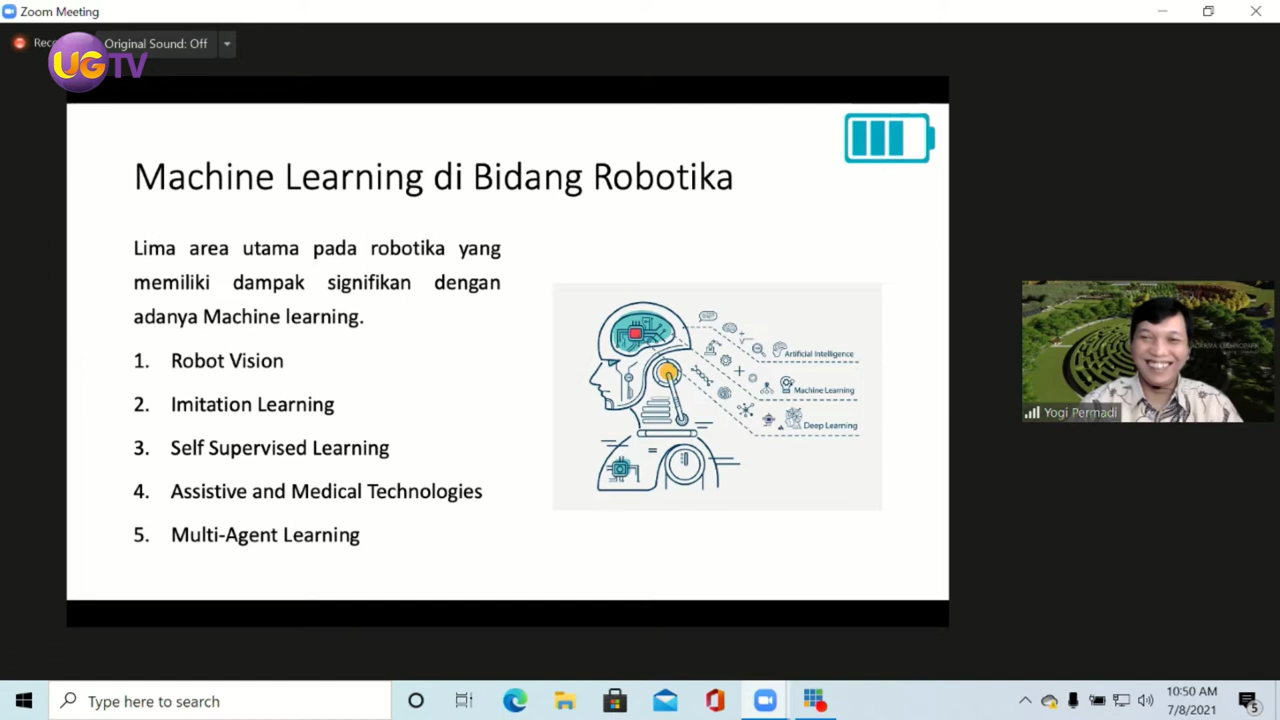 Zoom Meeting
Original Sound: Off
UGTV
Machine Learning di Bidang Robotika
Lima area utama pada robotika yang
memiliki dampak signifikan dengan
adanya Machine learning.
1. Robot Vision
2. Imitation Learning
3. Self Supervised Learning
4. Assistive and Medical Technologies
5. Multi-Agent Learning
Artificial Intelligence
Machine Learning
Deep Learning
Yogi Permadi
Type here to search
10:50 AM
7/8/2021
5